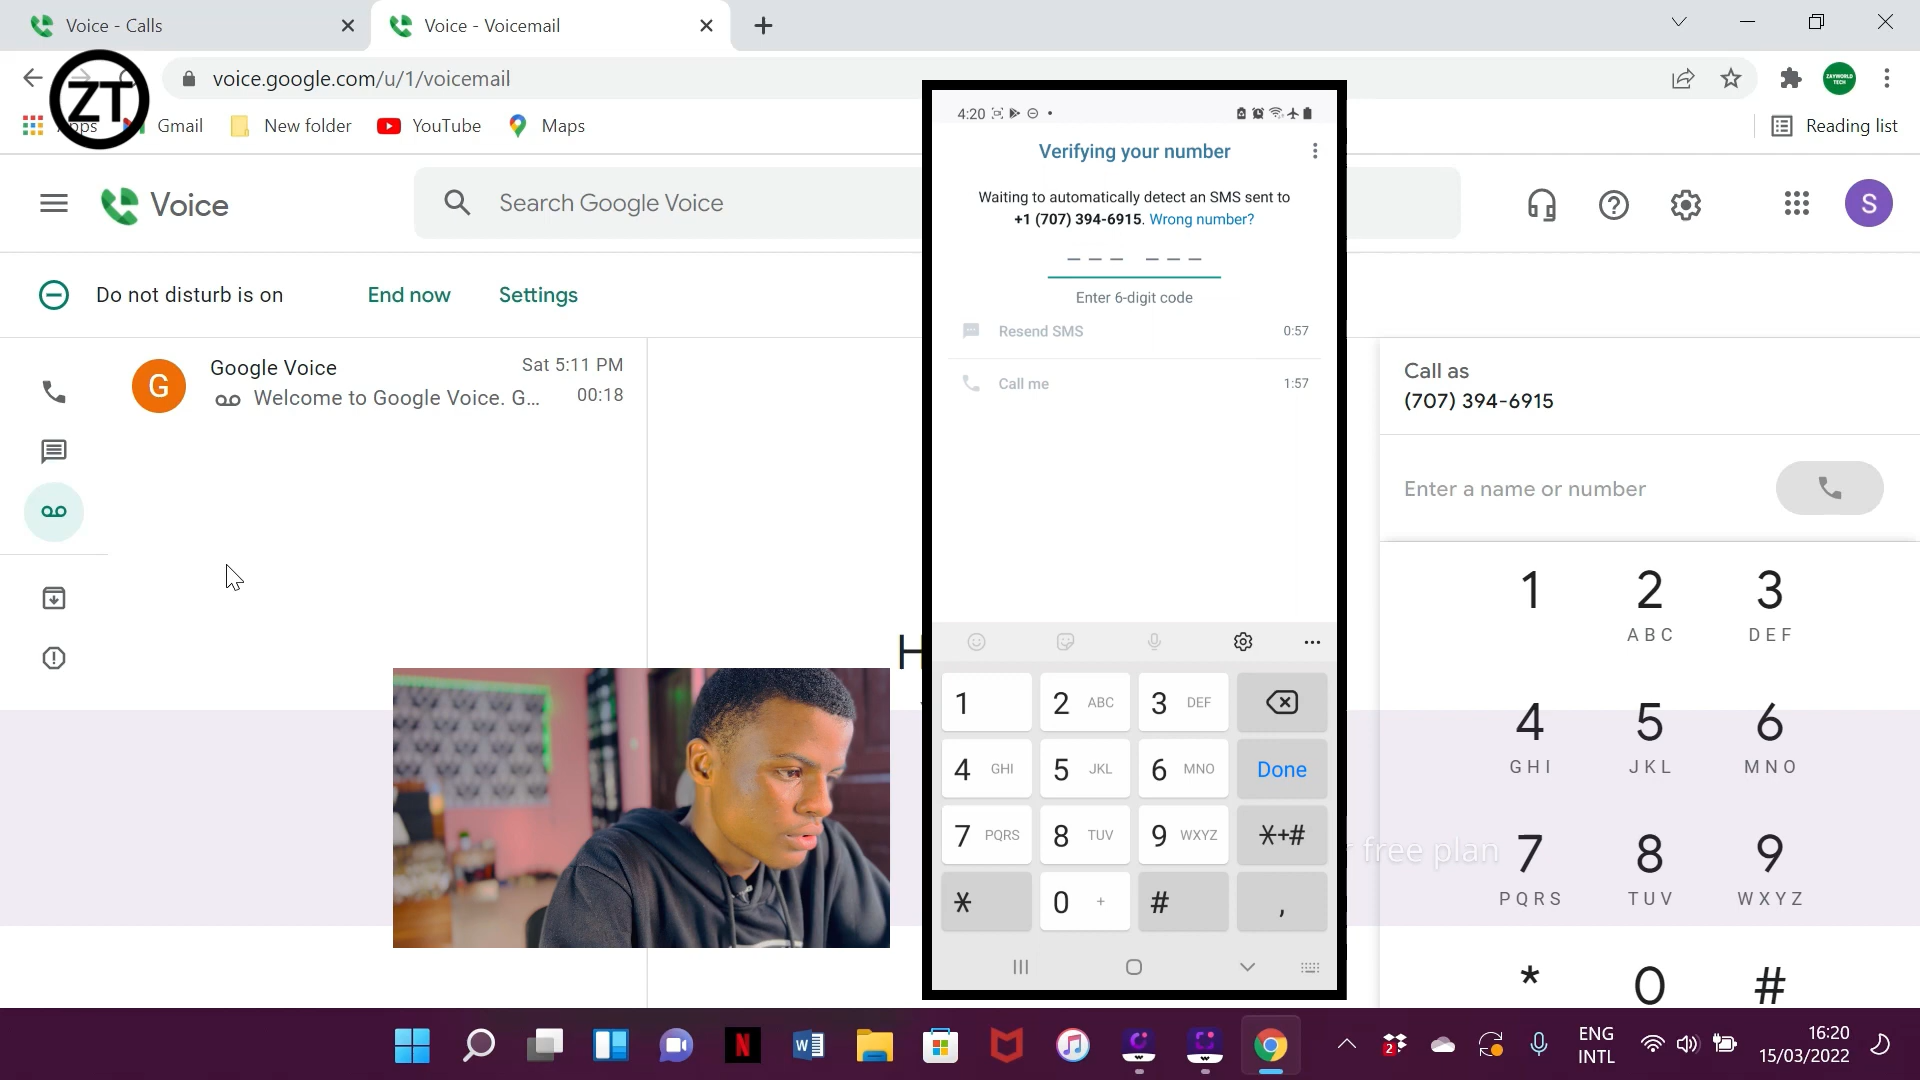 Voice - Calls
Voice - Voicemail
voice.google.com/u/1/voicemail
ZT
ZAYWORLD TECH
Gmail
New folder
YouTube
Maps
Reading list
Voice
Search Google Voice
S
Do not disturb is on
End now
Settings
G
Google Voice
Sat 5:11 PM
Welcome to Google Voice. G...
00:18
4:20
Verifying your number
Waiting to automatically detect an SMS sent to
+1 (707) 394-6915. Wrong number?
Enter 6-digit code
Resend SMS
0:57
Call me
1:57
1
2 ABC
3 DEF
4 GHI
5 JKL
6 MNO
Done
7 PQRS
8 TUV
9 WXYZ
*+#
*
0 +
#
,
H
free plan
Call as
(707) 394-6915
Enter a name or number
1
2
3
ABC
DEF
4
5
6
GHI
JKL
MNO
7
8
9
PQRS
TUV
WXYZ
*
0
#
N
W
2
ENG
INTL
16:20
15/03/2022